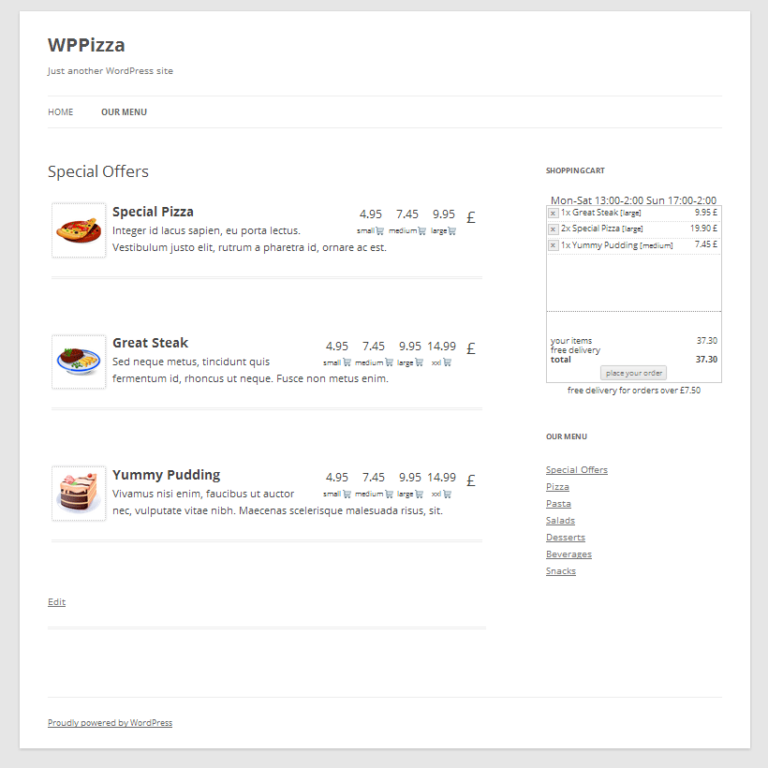 WPPizza
Just another WordPress site
HOME OUR MENU
Special Offers
Special Pizza
4.95 7.45 9.95 £
small medium large
Integer id lacus sapien, eu porta lectus.
Vestibulum justo elit, rutrum a pharetra id, ornare ac est.
Great Steak
4.95 7.45 9.95 14.99 £
small medium large xxl
Sed neque metus, tincidunt quis
fermentum id, rhoncus ut neque. Fusce non metus enim.
Yummy Pudding
4.95 7.45 9.95 14.99 £
small medium large xxl
Vivamus nisi enim, faucibus ut auctor
nec, vulputate vitae nibh. Maecenas scelerisque malesuada risus, sit.
Edit
SHOPPINGCART
Mon-Sat 13:00-2:00 Sun 17:00-2:00
x 1x Great Steak [large] 9.95 £
x 2x Special Pizza [large] 19.90 £
x 1x Yummy Pudding [medium] 7.45 £
your items 37.30
free delivery
total 37.30
place your order
free delivery for orders over £7.50
OUR MENU
Special Offers
Pizza
Pasta
Salads
Desserts
Beverages
Snacks
Proudly powered by WordPress